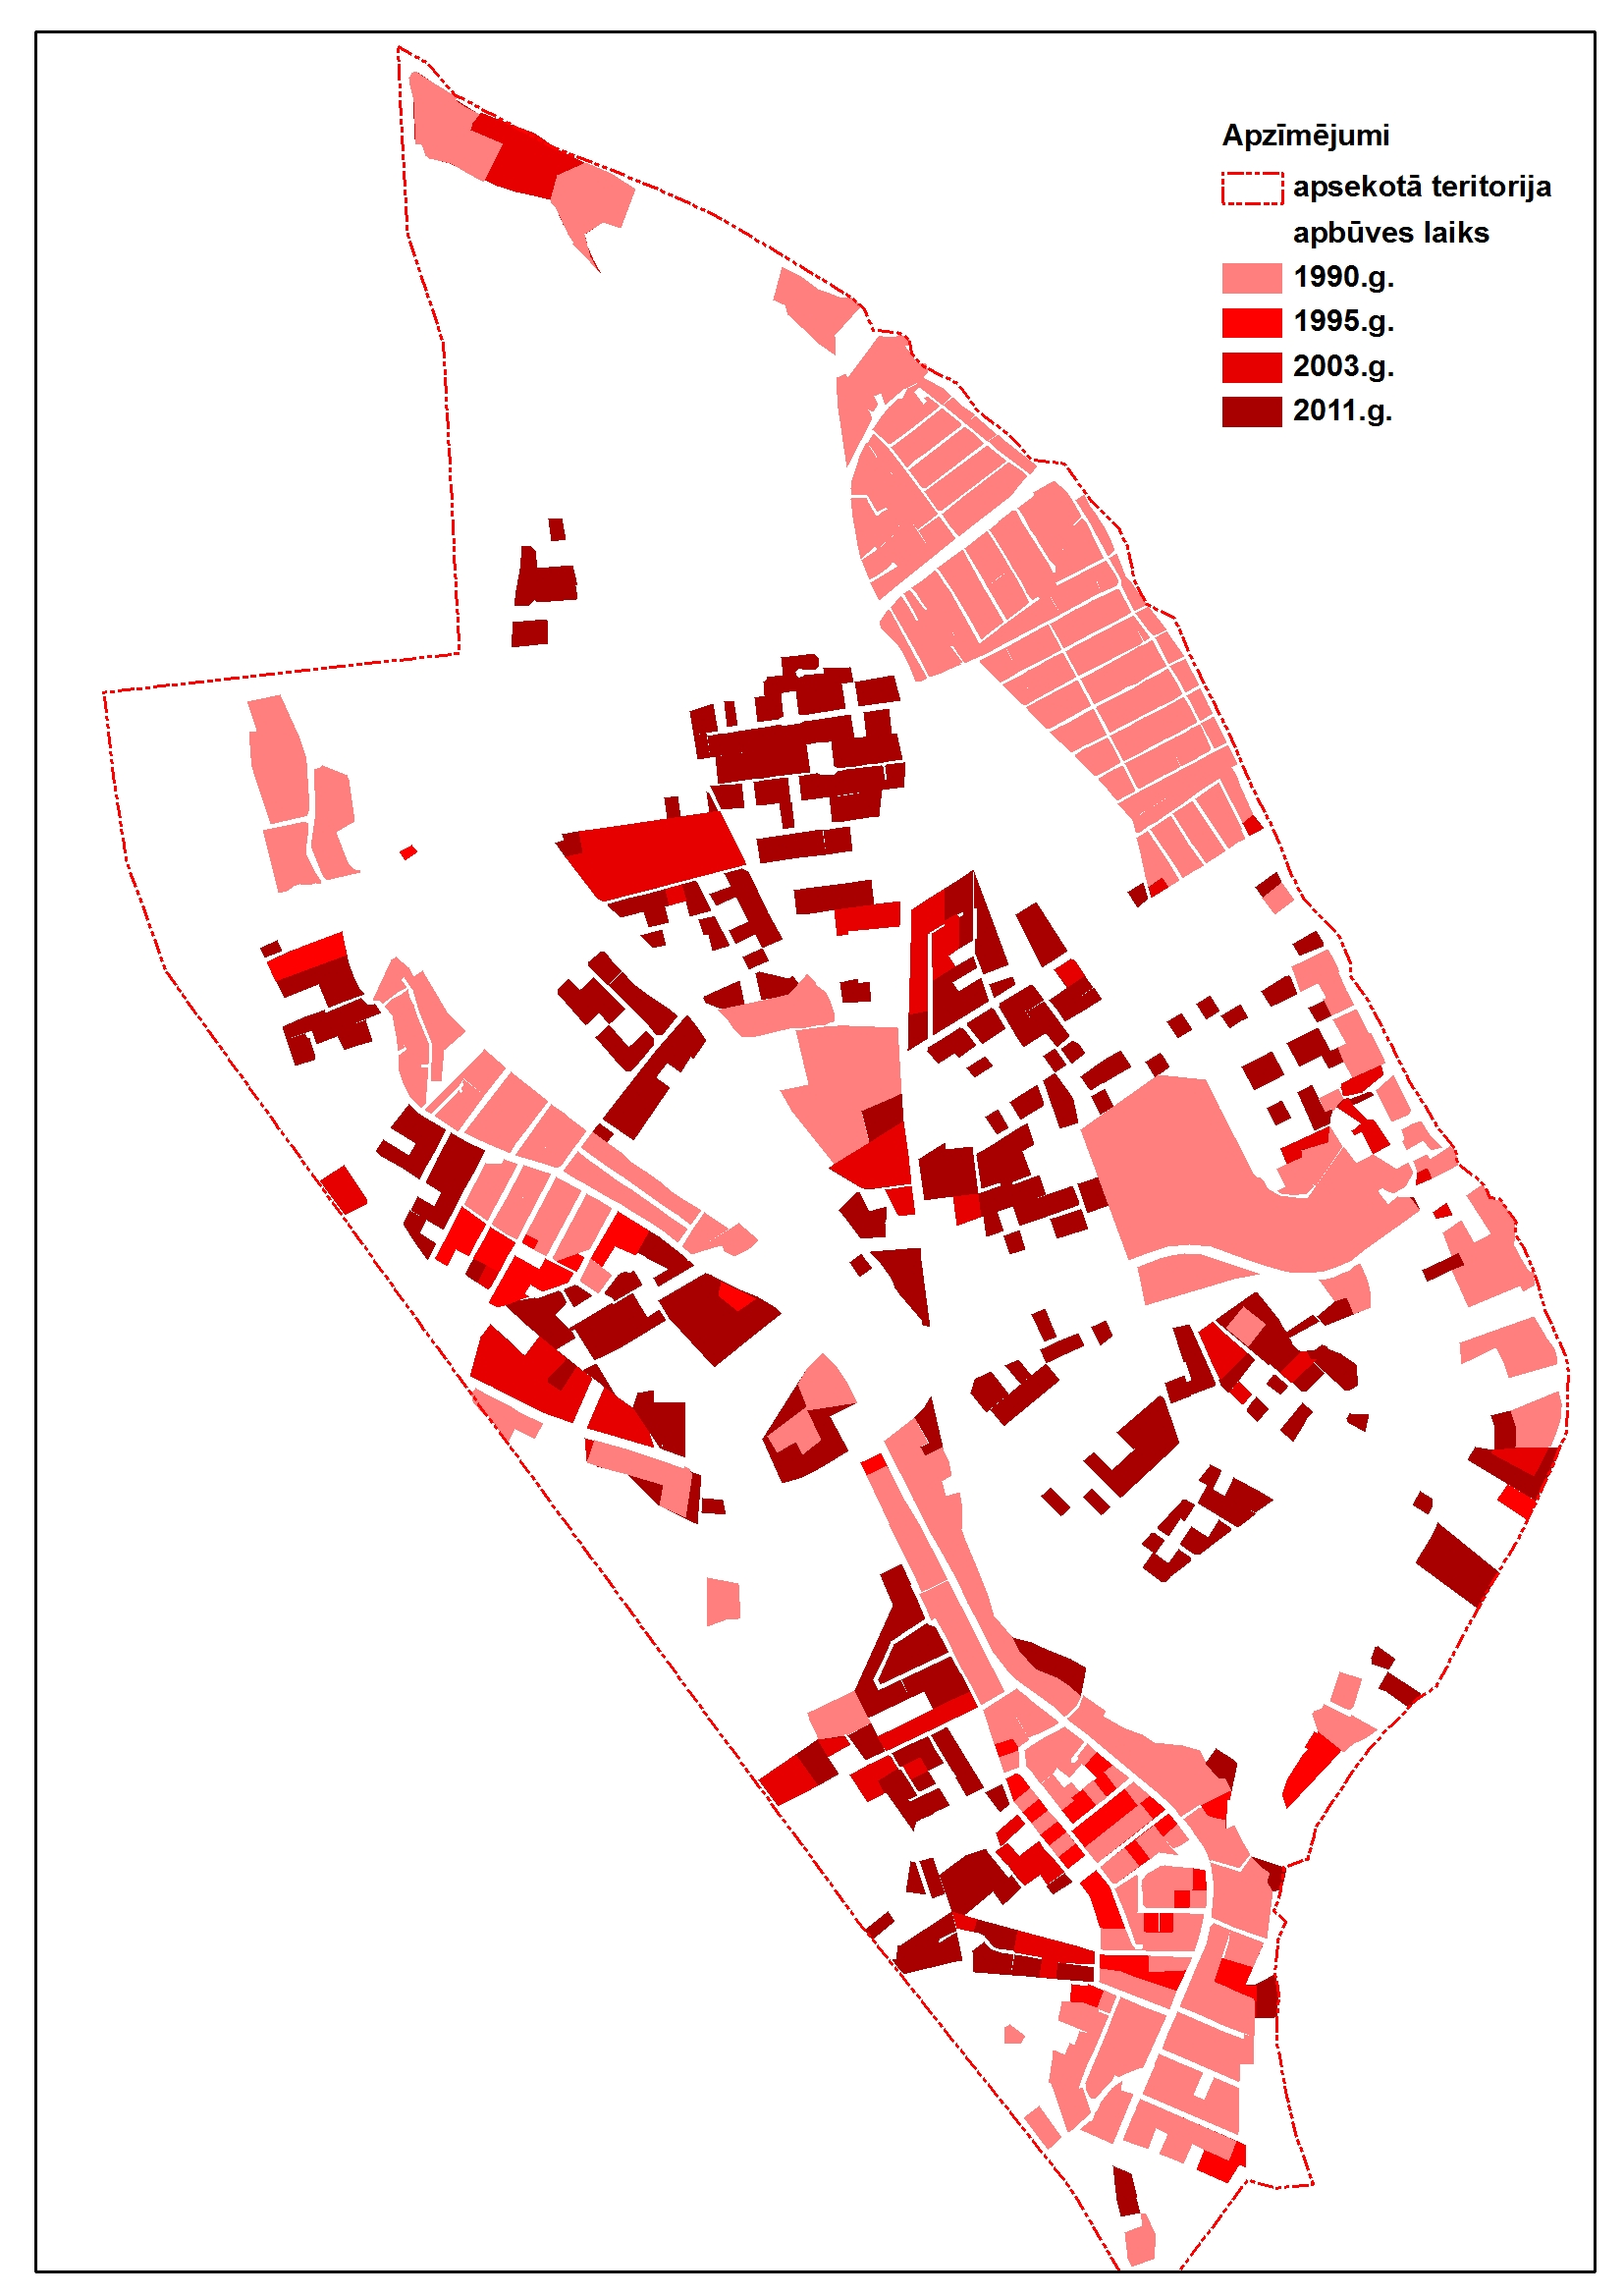 Apzīmējumi
apsekotā teritorija
apbūves laiks
1990.g.
1995.g.
2003.g.
2011.g.